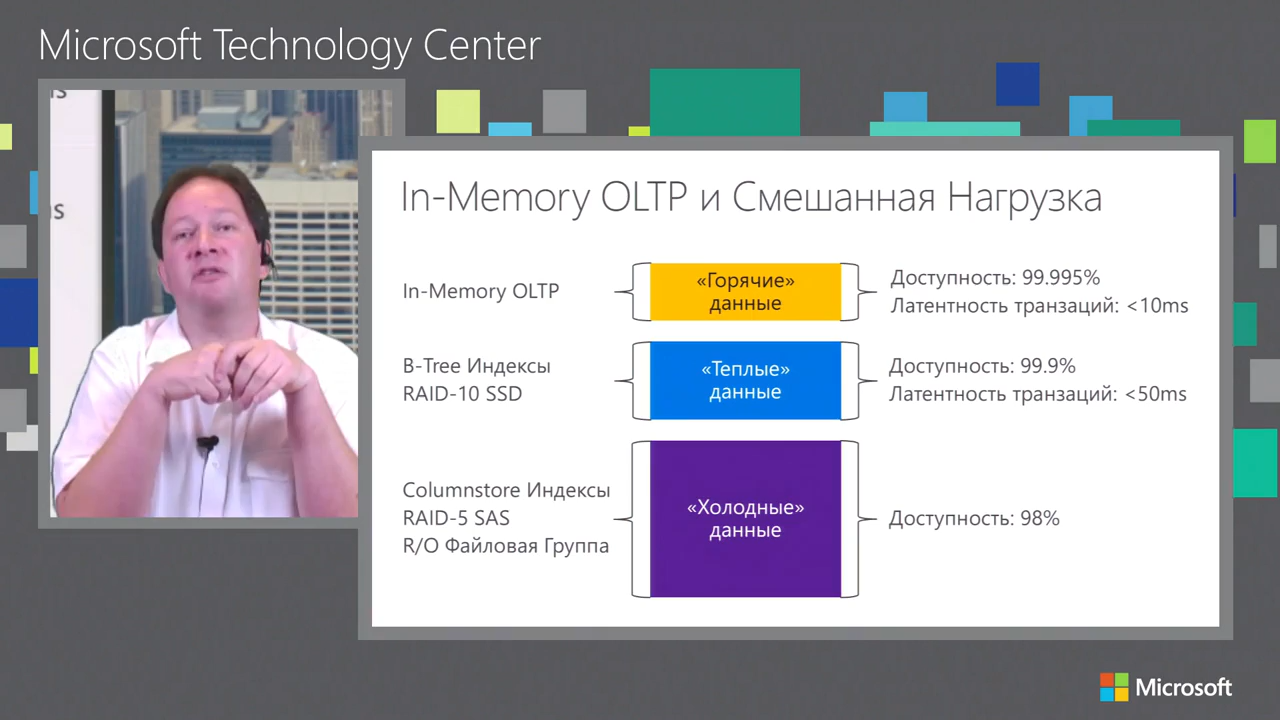 Microsoft Technology Center
In-Memory OLTP и Смешанная Нагрузка
In-Memory OLTP
«Горячие»
данные
Доступность: 99.995%
Латентность транзаций: <10ms
B-Tree Индексы
RAID-10 SSD
«Теплые»
данные
Доступность: 99.9%
Латентность транзаций: <50ms
Columnstore Индексы
RAID-5 SAS
R/O Файловая Группа
«Холодные»
данные
Доступность: 98%
Microsoft